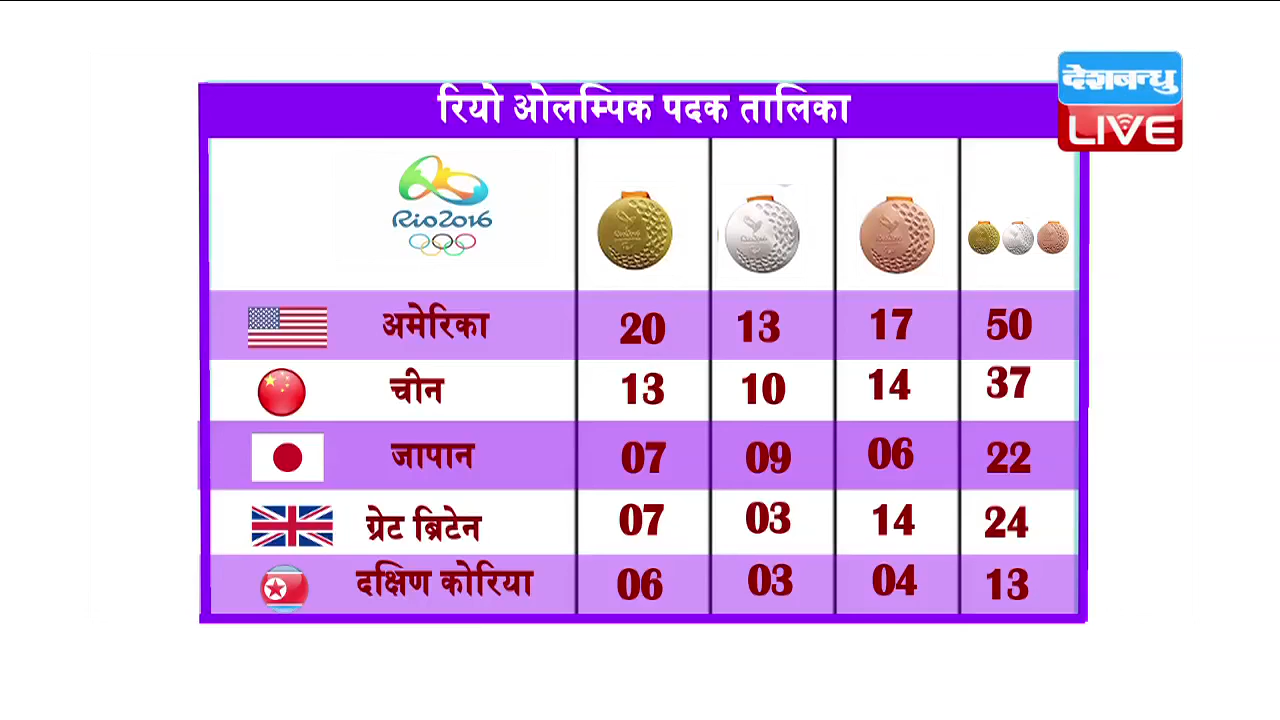 देशबन्धु
LIVE
रियो ओलम्पिक पदक तालिका
Rio2016
अमेरिका 20 13 17 50
चीन 13 10 14 37
जापान 07 09 06 22
ग्रेट ब्रिटेन 07 03 14 24
दक्षिण कोरिया 06 03 04 13